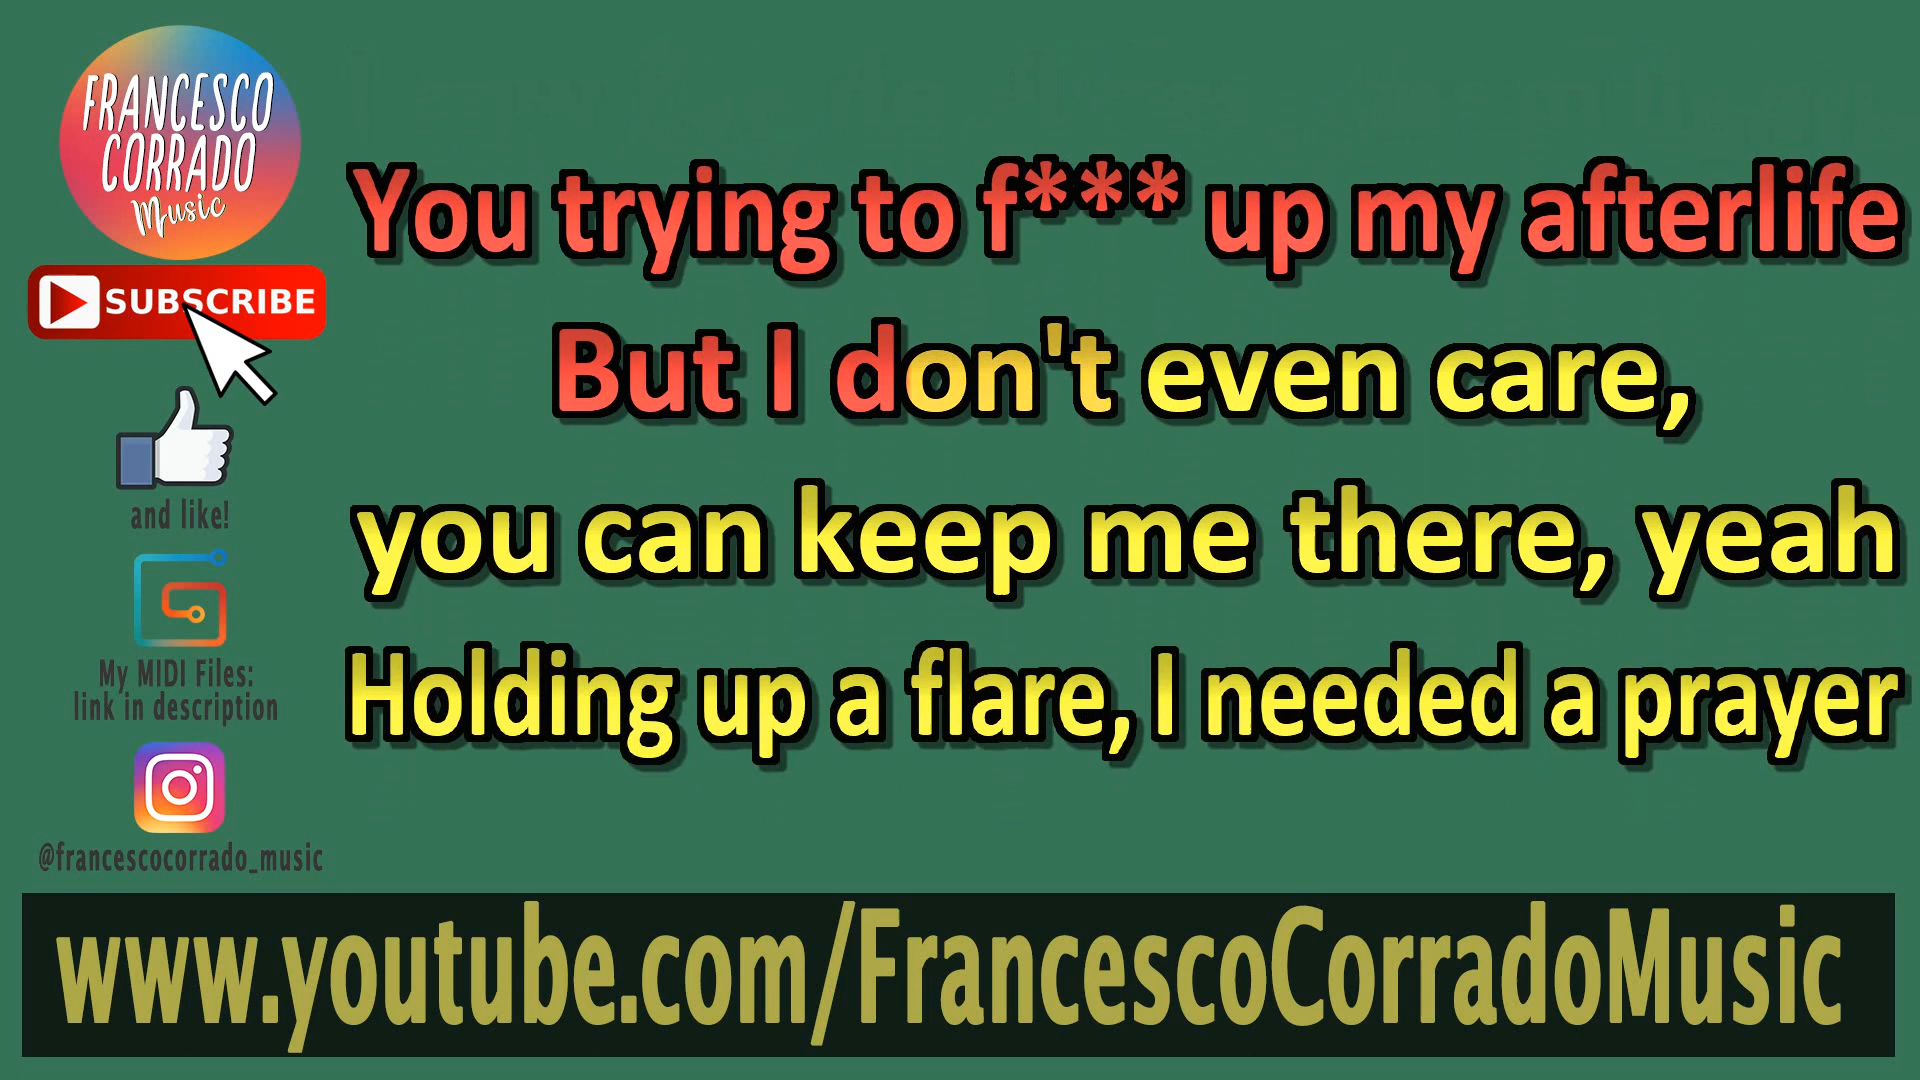 FRANCESCO
CORRADO
Music
SUBSCRIBE
and like!
My MIDI Files:
link in description
@francescocorrado_music
You trying to f*** up my afterlife
But I don't even care,
you can keep me there, yeah
Holding up a flare, I needed a prayer
www.youtube.com/FrancescoCorradoMusic